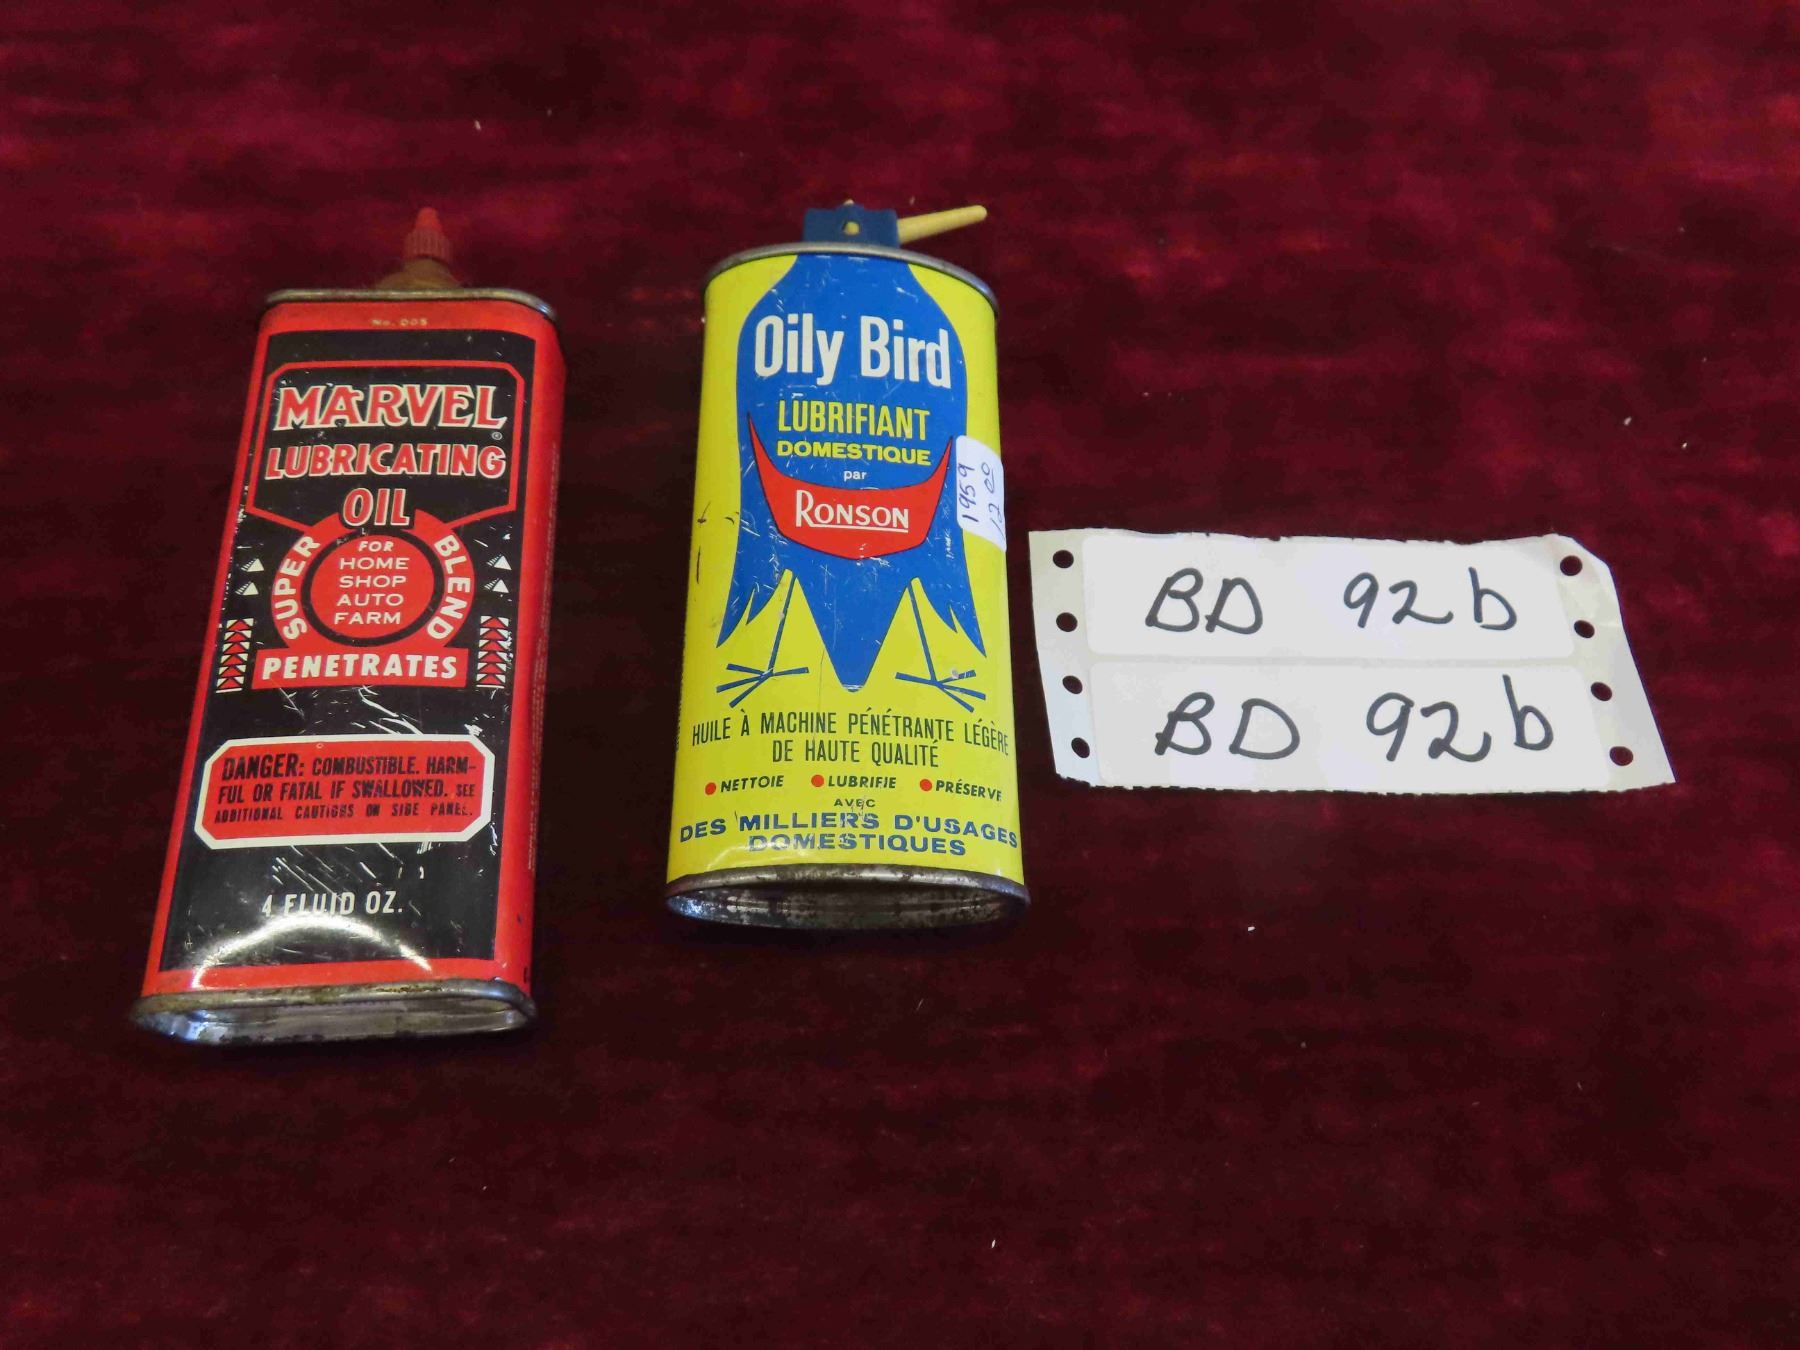 No. 005
MARVEL®
LUBRICATING
OIL
SUPER BLEND
FOR
HOME
SHOP
AUTO
FARM
PENETRATES
DANGER: COMBUSTIBLE. HARM-
FUL OR FATAL IF SWALLOWED. SEE
ADDITIONAL CAUTIONS ON SIDE PANEL.
4 FLUID OZ.
Oily Bird
LUBRIFIANT
DOMESTIQUE
par
RONSON
1959
12 00
HUILE À MACHINE PÉNÉTRANTE LÉGÈRE
DE HAUTE QUALITÉ
• NETTOIE • LUBRIFIE • PRÉSERVE
AVEC
DES MILLIERS D'USAGES
DOMESTIQUES
BD 92b
BD 92b